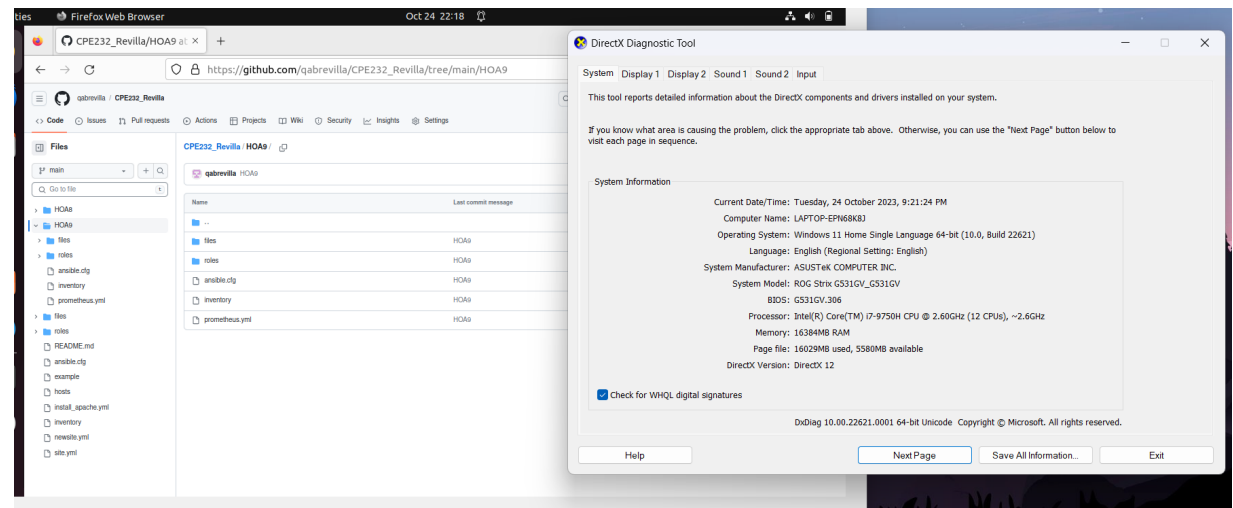 ties Firefox Web Browser Oct 24 22:18
CPE232_Revilla/HOA9 at ×
https://github.com/qabrevilla/CPE232_Revilla/tree/main/HOA9
qabrevilla / CPE232_Revilla
Code Issues Pull requests Actions Projects Wiki Security Insights Settings
Files
main
Go to file t
HOA8
HOA9
files
roles
ansible.cfg
inventory
prometheus.yml
files
roles
README.md
ansible.cfg
example
hosts
install_apache.yml
inventory
newsite.yml
site.yml
CPE232_Revilla / HOA9 /
qabrevilla HOA9
Name Last commit message
..
files HOA9
roles HOA9
ansible.cfg HOA9
inventory HOA9
prometheus.yml HOA9
DirectX Diagnostic Tool
System Display 1 Display 2 Sound 1 Sound 2 Input
This tool reports detailed information about the DirectX components and drivers installed on your system.
If you know what area is causing the problem, click the appropriate tab above. Otherwise, you can use the "Next Page" button below to
visit each page in sequence.
System Information
Current Date/Time: Tuesday, 24 October 2023, 9:21:24 PM
Computer Name: LAPTOP-EPN68K8J
Operating System: Windows 11 Home Single Language 64-bit (10.0, Build 22621)
Language: English (Regional Setting: English)
System Manufacturer: ASUSTeK COMPUTER INC.
System Model: ROG Strix G531GV_G531GV
BIOS: G531GV.306
Processor: Intel(R) Core(TM) i7-9750H CPU @ 2.60GHz (12 CPUs), ~2.6GHz
Memory: 16384MB RAM
Page file: 16029MB used, 5580MB available
DirectX Version: DirectX 12
Check for WHQL digital signatures
DxDiag 10.00.22621.0001 64-bit Unicode Copyright © Microsoft. All rights reserved.
Help Next Page Save All Information... Exit